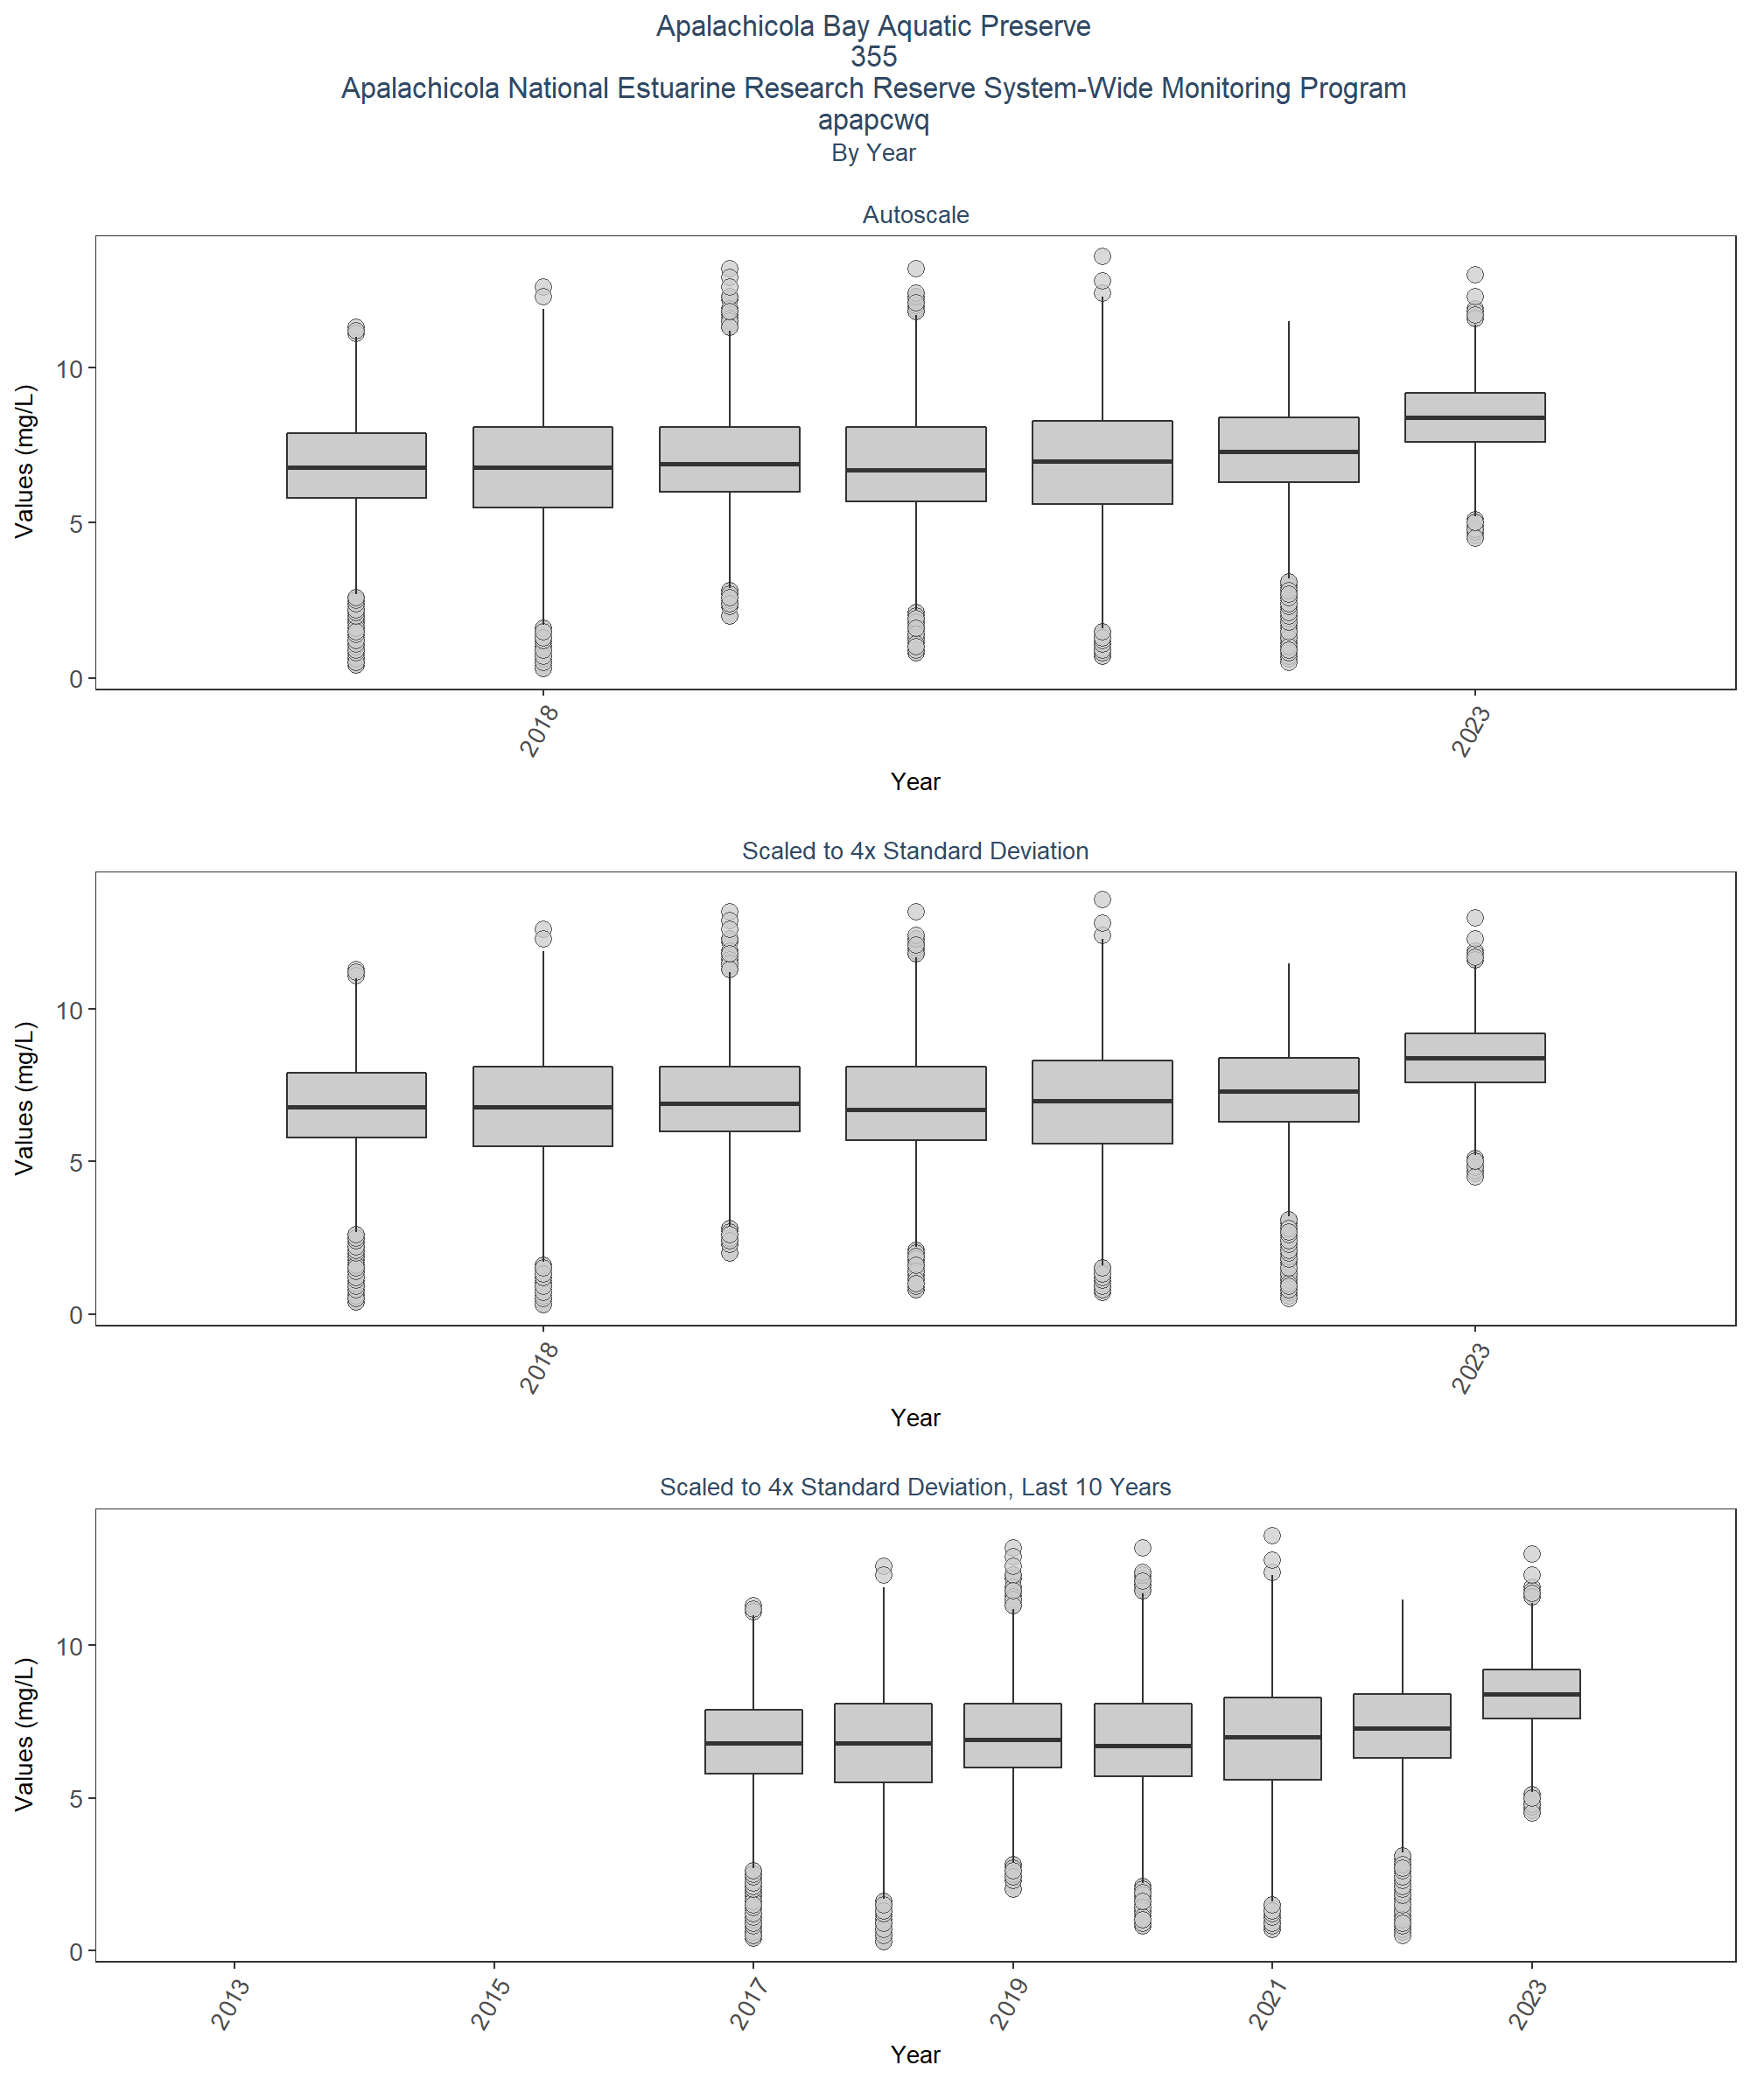 Apalachicola Bay Aquatic Preserve
355
Apalachicola National Estuarine Research Reserve System-Wide Monitoring Program
apapcwq
By Year
Autoscale
Values (mg/L)
10
5
0
2018
2023
Year
Scaled to 4x Standard Deviation
Values (mg/L)
10
5
0
2018
2023
Year
Scaled to 4x Standard Deviation, Last 10 Years
Values (mg/L)
10
5
0
2013
2015
2017
2019
2021
2023
Year